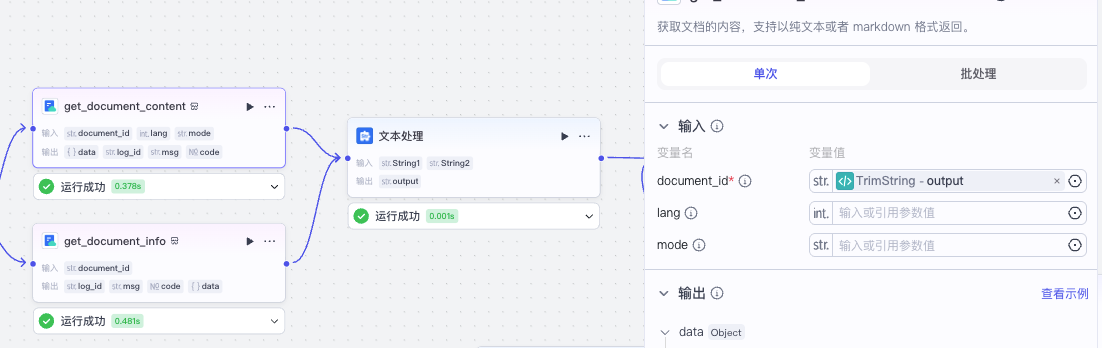 获取文档的内容，支持以纯文本或者 markdown 格式返回。
单次 批处理
get_document_content
输入 str. document_id int. lang str. mode
输出 { } data str. log_id str. msg № code
运行成功 0.378s
get_document_info
输入 str. document_id
输出 str. log_id str. msg № code { } data
运行成功 0.481s
文本处理
输入 str. String1 str. String2
输出 str. output
运行成功 0.001s
输入
变量名 变量值
document_id* str. TrimString - output ×
lang int. 输入或引用参数值
mode str. 输入或引用参数值
输出 查看示例
data Object